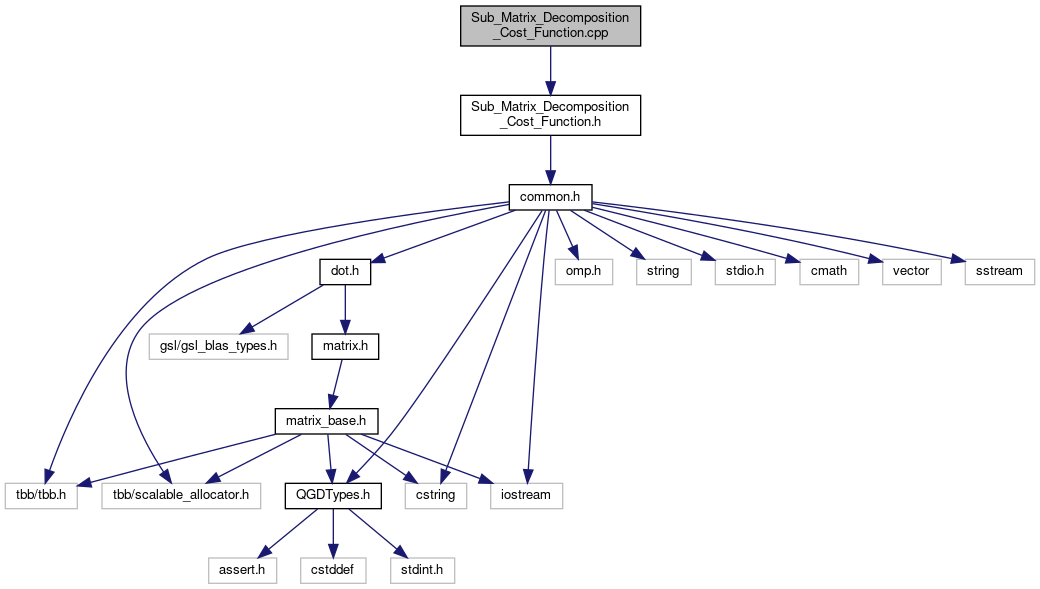 Sub_Matrix_Decomposition
_Cost_Function.cpp
Sub_Matrix_Decomposition
_Cost_Function.h
common.h
dot.h
omp.h
string
stdio.h
cmath
vector
sstream
gsl/gsl_blas_types.h
matrix.h
matrix_base.h
tbb/tbb.h
tbb/scalable_allocator.h
QGDTypes.h
cstring
iostream
assert.h
cstddef
stdint.h